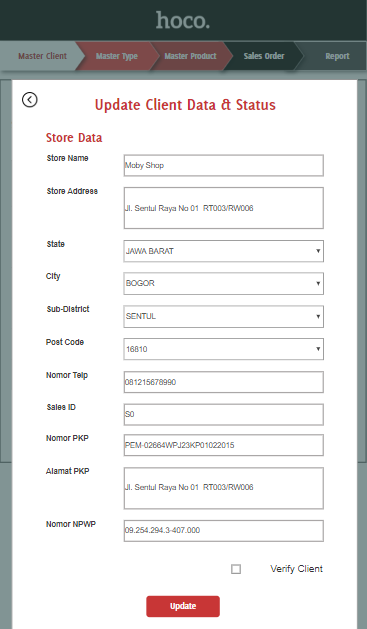 hoco.
Master Client
Master Type
Master Product
Sales Order
Report
Update Client Data & Status
Store Data
Store Name
Moby Shop
Store Address
Jl. Sentul Raya No 01 RT003/RW006
State
JAWA BARAT
City
BOGOR
Sub-District
SENTUL
Post Code
16810
Nomor Telp
081215678990
Sales ID
S0
Nomor PKP
PEM-02664WPJ23KP01022015
Alamat PKP
Jl. Sentul Raya No 01 RT003/RW006
Nomor NPWP
09.254.294.3-407.000
Verify Client
Update